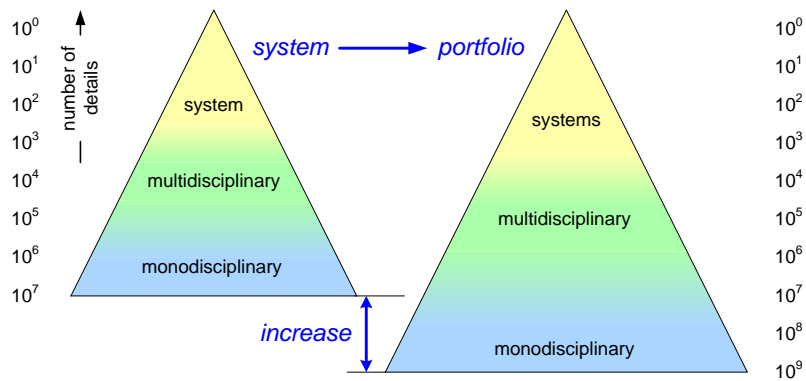 system
portfolio
number of
details
10⁰
10¹
10²
10³
10⁴
10⁵
10⁶
10⁷
system
multidisciplinary
monodisciplinary
increase
systems
multidisciplinary
monodisciplinary
10⁰
10¹
10²
10³
10⁴
10⁵
10⁶
10⁷
10⁸
10⁹